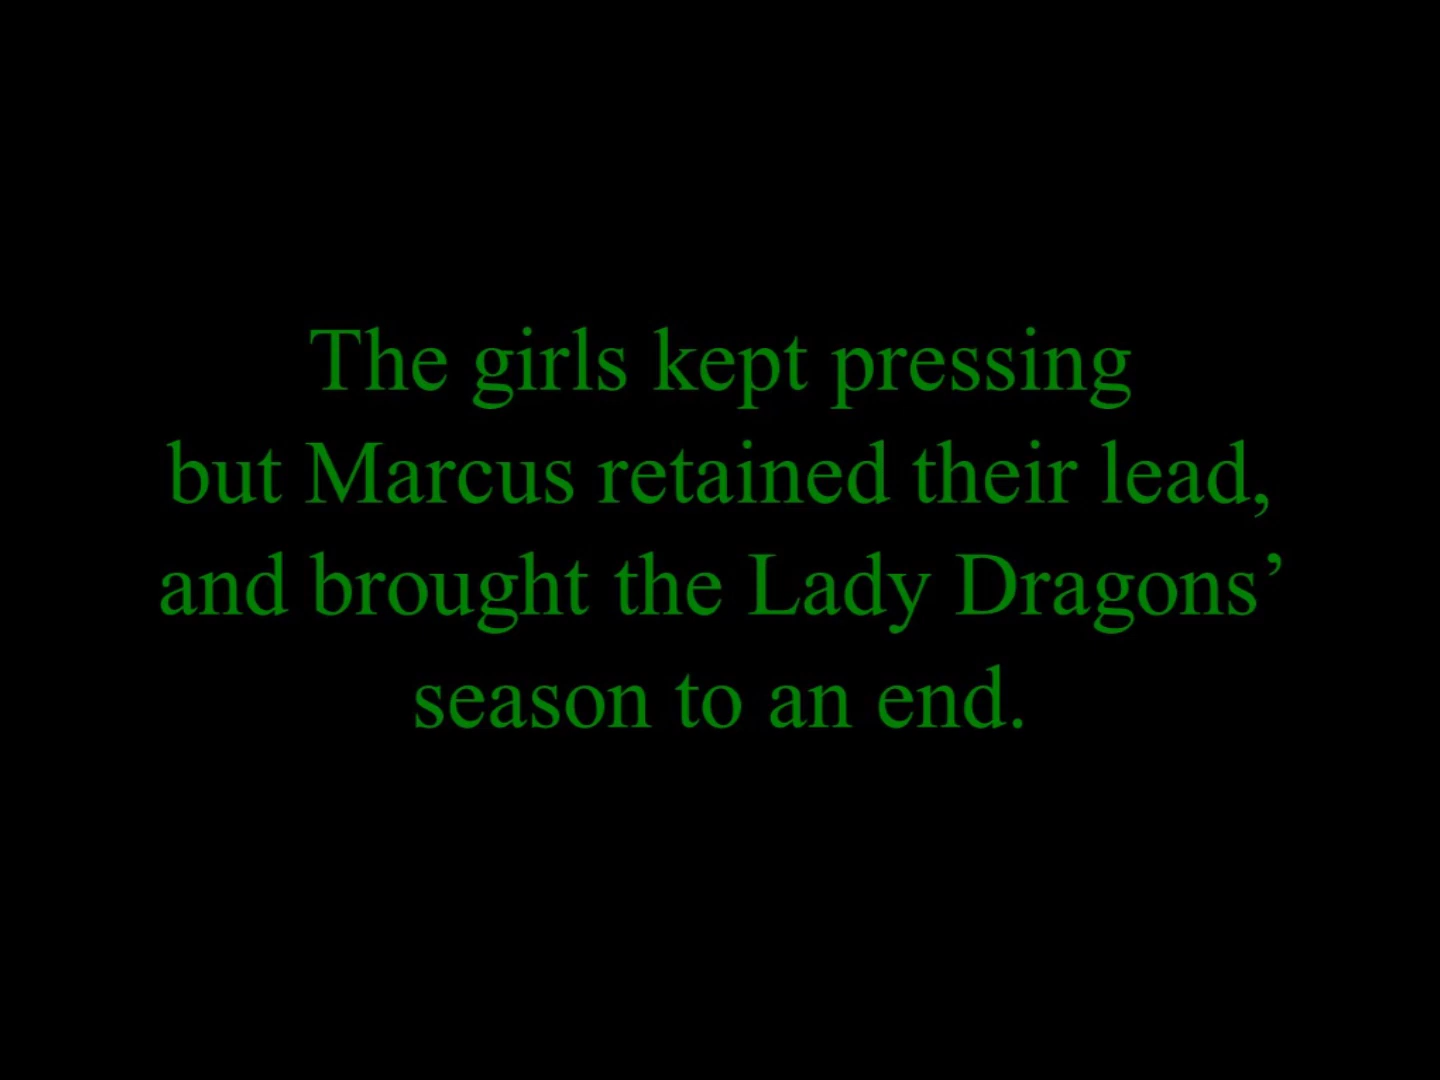 The girls kept pressing
but Marcus retained their lead,
and brought the Lady Dragons’
season to an end.